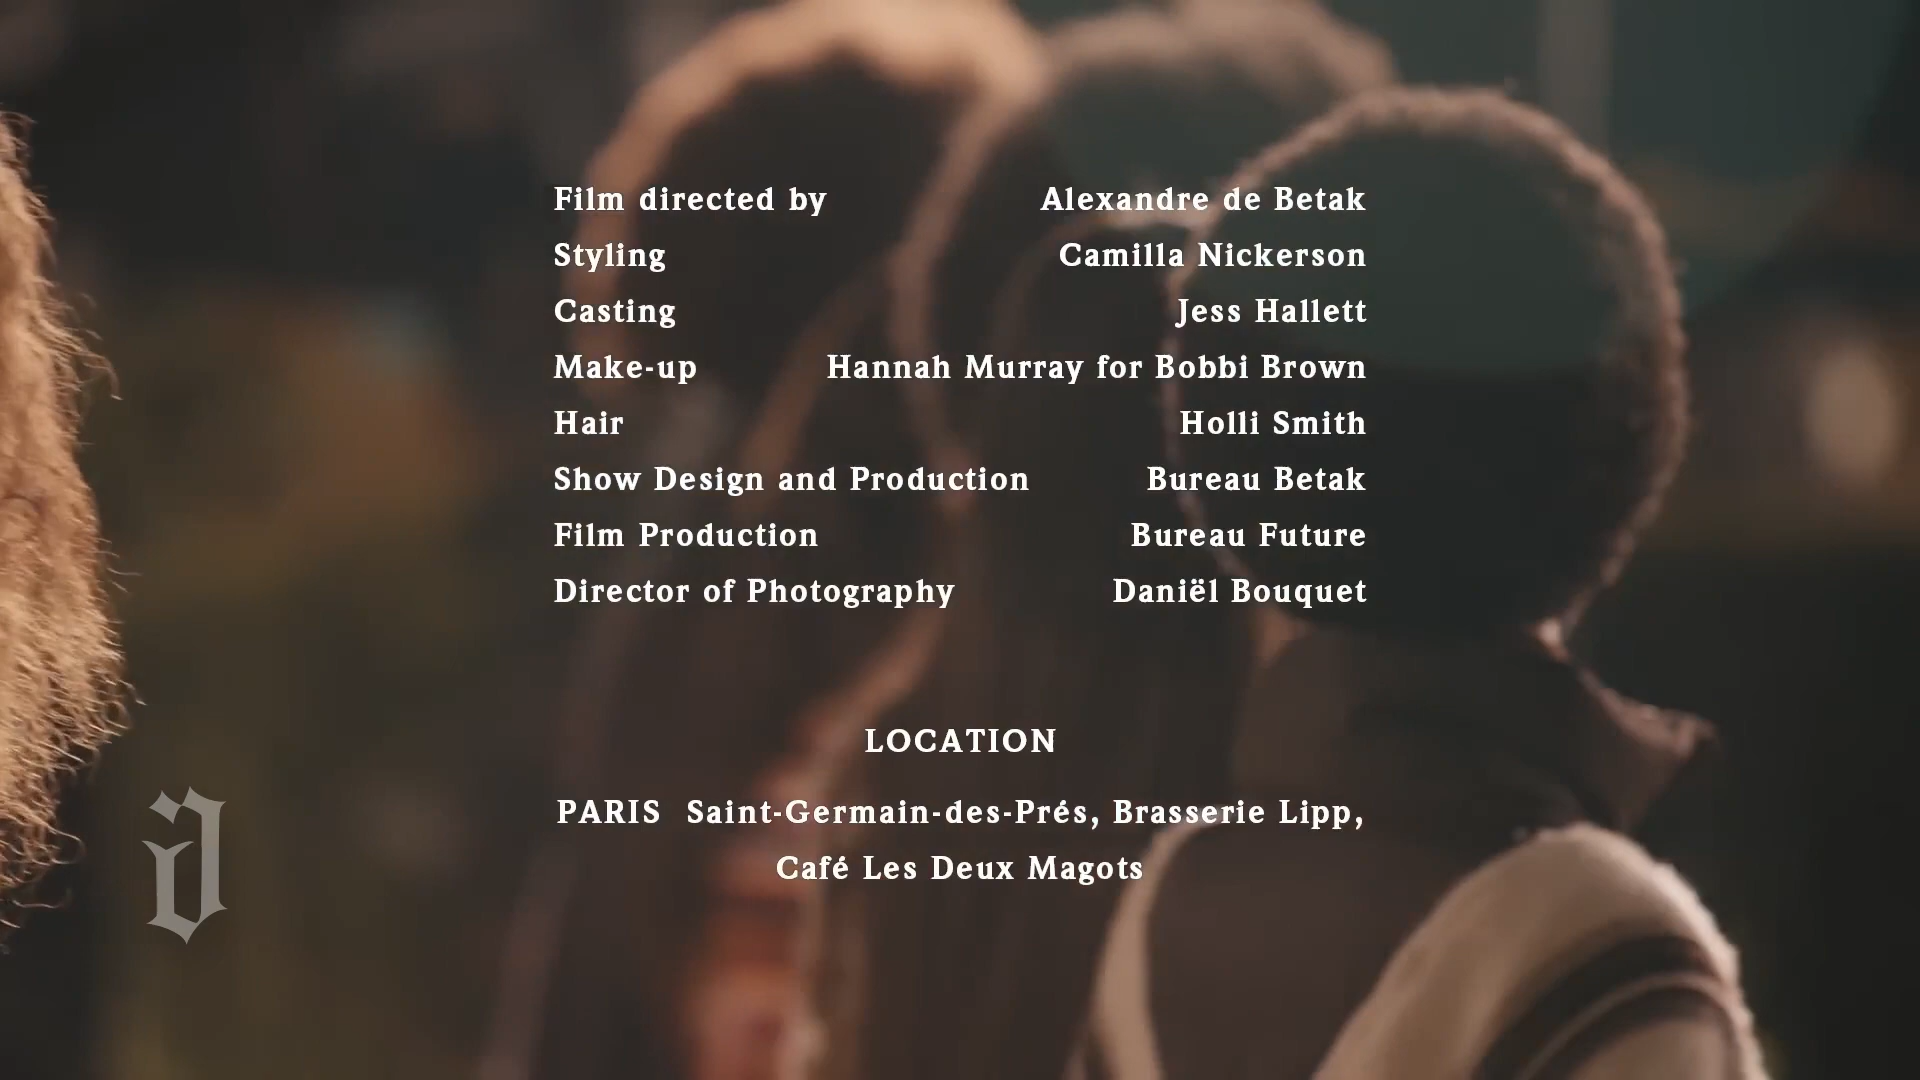 Film directed by Alexandre de Betak
Styling Camilla Nickerson
Casting Jess Hallett
Make-up Hannah Murray for Bobbi Brown
Hair Holli Smith
Show Design and Production Bureau Betak
Film Production Bureau Future
Director of Photography Daniël Bouquet
LOCATION
PARIS Saint-Germain-des-Prés, Brasserie Lipp,
Café Les Deux Magots